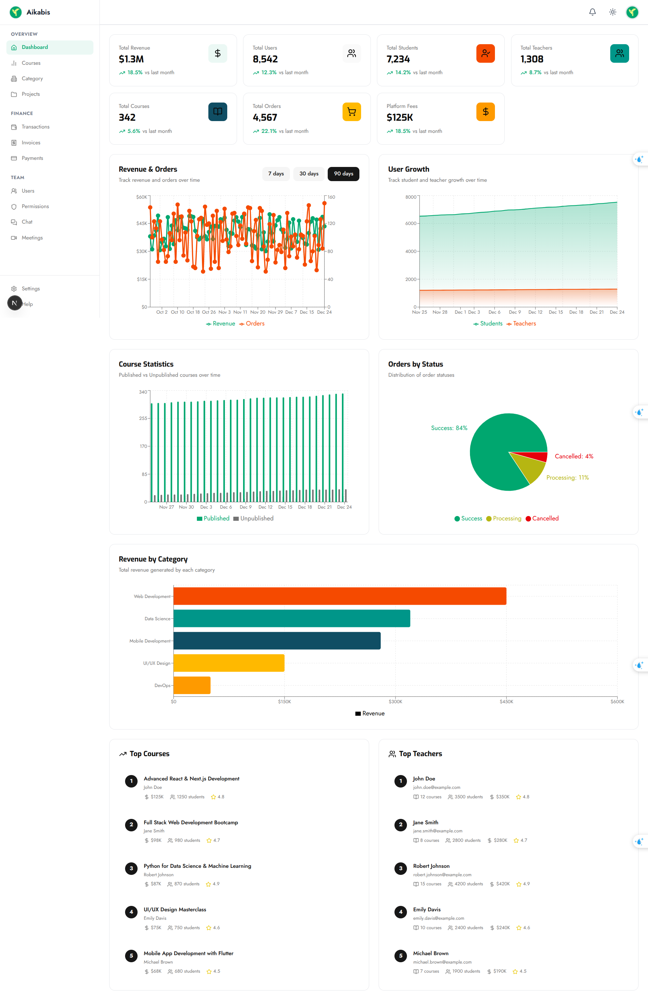 Aikabis
OVERVIEW
Dashboard
Courses
Category
Projects
FINANCE
Transactions
Invoices
Payments
TEAM
Users
Permissions
Chat
Meetings
Settings
N Help
Total Revenue
$1.3M
18.5% vs last month
Total Users
8,542
12.3% vs last month
Total Students
7,234
14.2% vs last month
Total Teachers
1,308
8.7% vs last month
Total Courses
342
5.6% vs last month
Total Orders
4,567
22.1% vs last month
Platform Fees
$125K
18.5% vs last month
Revenue & Orders
Track revenue and orders over time
7 days 30 days 90 days
$60K 160
$45K 120
$30K 80
$15K 40
$0 0
Oct 2 Oct 10 Oct 18 Oct 26 Nov 3 Nov 11 Nov 20 Nov 29 Dec 7 Dec 15 Dec 24
Revenue Orders
User Growth
Track student and teacher growth over time
8000
6000
4000
2000
0
Nov 25 Nov 28 Dec 1 Dec 3 Dec 6 Dec 9 Dec 12 Dec 15 Dec 18 Dec 21 Dec 24
Students Teachers
Course Statistics
Published vs Unpublished courses over time
340
255
170
85
0
Nov 27 Nov 30 Dec 3 Dec 6 Dec 9 Dec 12 Dec 15 Dec 18 Dec 21 Dec 24
Published Unpublished
Orders by Status
Distribution of order statuses
Success: 84%
Cancelled: 4%
Processing: 11%
Success Processing Cancelled
Revenue by Category
Total revenue generated by each category
Web Development
Data Science
Mobile Development
UI/UX Design
DevOps
$0 $150K $300K $450K $600K
Revenue
Top Courses
1 Advanced React & Next.js Development
John Doe
$125K 1250 students 4.8
2 Full Stack Web Development Bootcamp
Jane Smith
$98K 980 students 4.7
3 Python for Data Science & Machine Learning
Robert Johnson
$87K 870 students 4.9
4 UI/UX Design Masterclass
Emily Davis
$75K 750 students 4.6
5 Mobile App Development with Flutter
Michael Brown
$68K 680 students 4.5
Top Teachers
1 John Doe
john.doe@example.com
12 courses 3500 students $350K 4.8
2 Jane Smith
jane.smith@example.com
8 courses 2800 students $280K 4.7
3 Robert Johnson
robert.johnson@example.com
15 courses 4200 students $420K 4.9
4 Emily Davis
emily.davis@example.com
10 courses 2400 students $240K 4.6
5 Michael Brown
michael.brown@example.com
7 courses 1900 students $190K 4.5